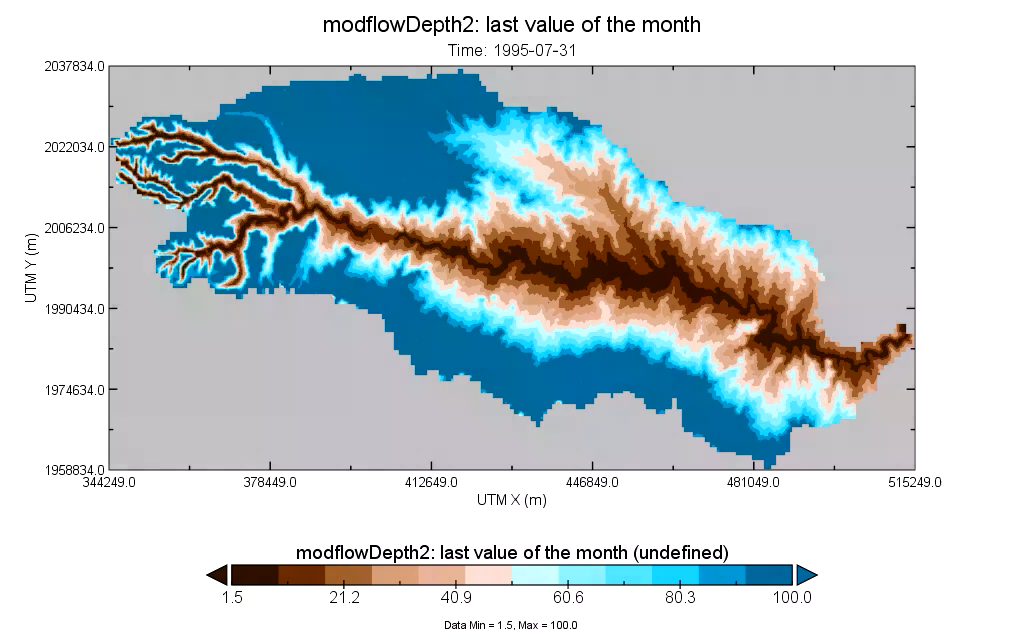 modflowDepth2: last value of the month
Time: 1995-07-31
2037834.0
2022034.0
2006234.0
1990434.0
1974634.0
1958834.0
UTM Y (m)
344249.0 378449.0 412649.0 446849.0 481049.0 515249.0
UTM X (m)
modflowDepth2: last value of the month (undefined)
1.5 21.2 40.9 60.6 80.3 100.0
Data Min = 1.5, Max = 100.0